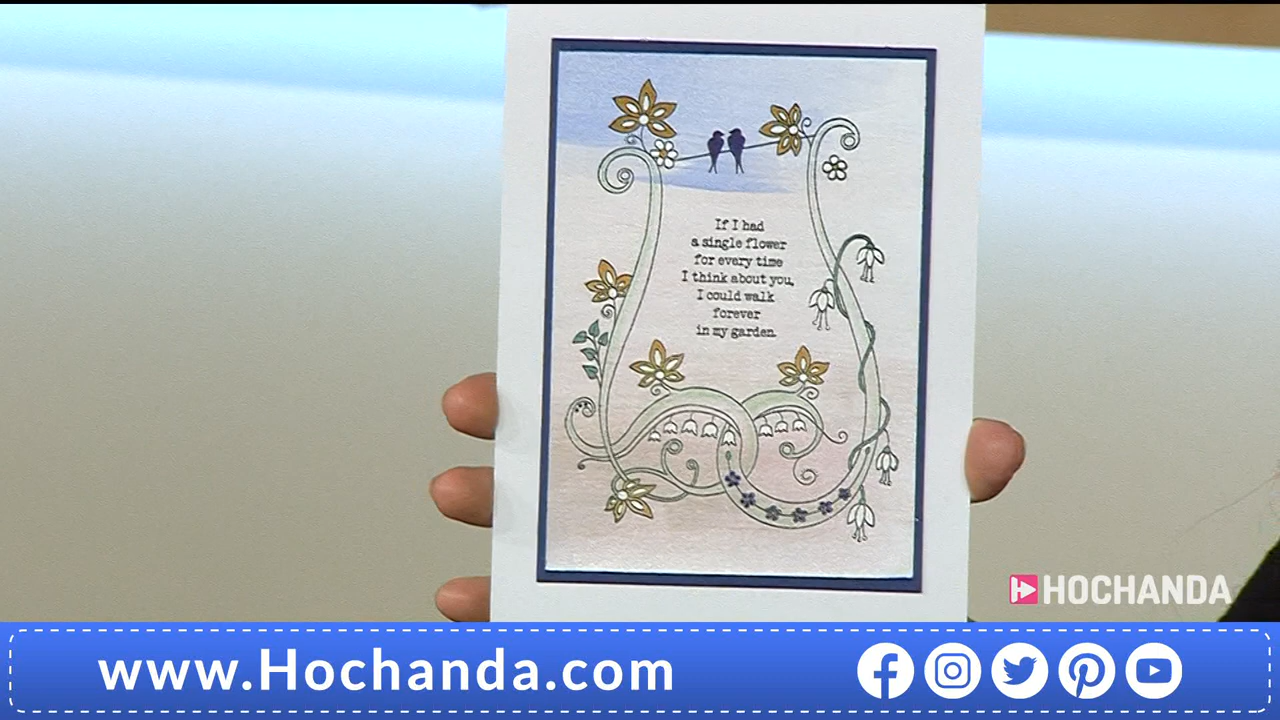 If I had
a single flower
for every time
I think about you,
I could walk
forever
in my garden.
HOCHANDA
www.Hochanda.com